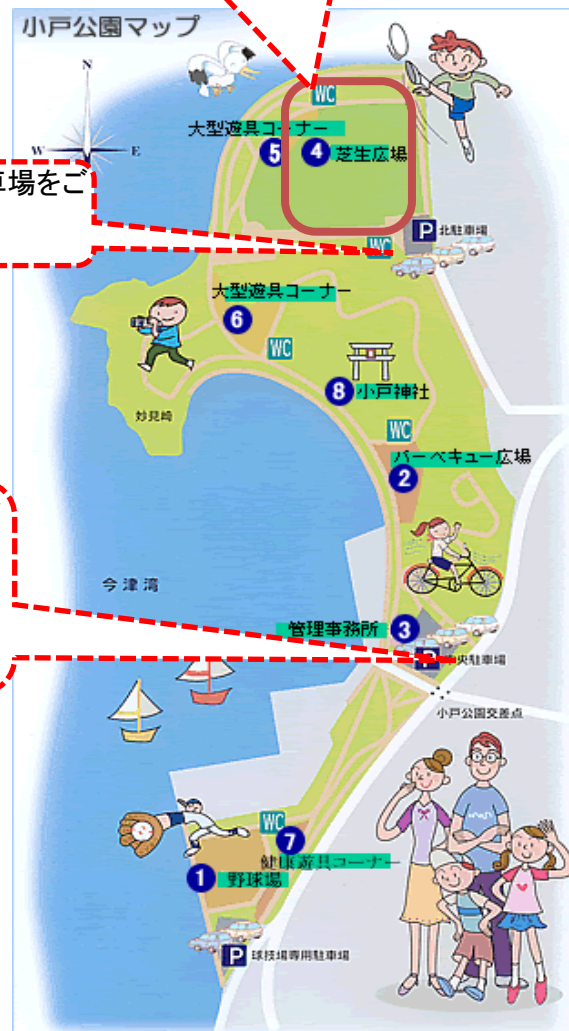 小戸公園マップ
N
W
E
WC
大型遊具コーナー
5
4 芝生広場
車場をご
P 北駐車場
WC
大型遊具コーナー
6
WC
8 小戸神社
妙見崎
WC
バーベキュー広場
2
今津湾
管理事務所 3
P 中央駐車場
小戸公園交差点
WC
7
健康遊具コーナー
1 野球場
P 球技場専用駐車場